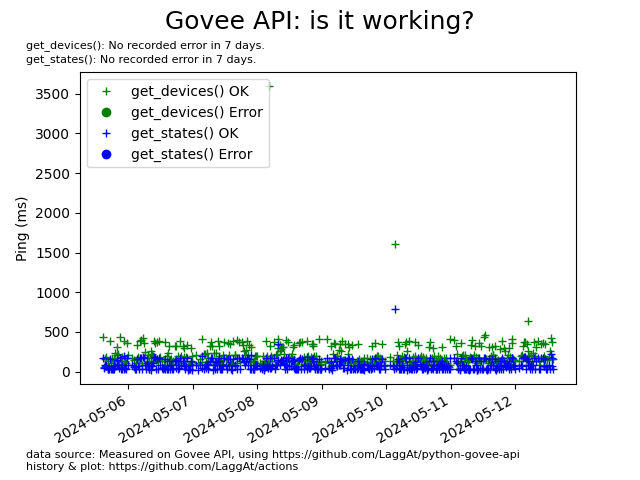 Govee API: is it working?
get_devices(): No recorded error in 7 days.
get_states(): No recorded error in 7 days.
get_devices() OK
get_devices() Error
get_states() OK
get_states() Error
Ping (ms)
3500
3000
2500
2000
1500
1000
500
0
2024-05-06
2024-05-07
2024-05-08
2024-05-09
2024-05-10
2024-05-11
2024-05-12
data source: Measured on Govee API, using https://github.com/LaggAt/python-govee-api
history & plot: https://github.com/LaggAt/actions